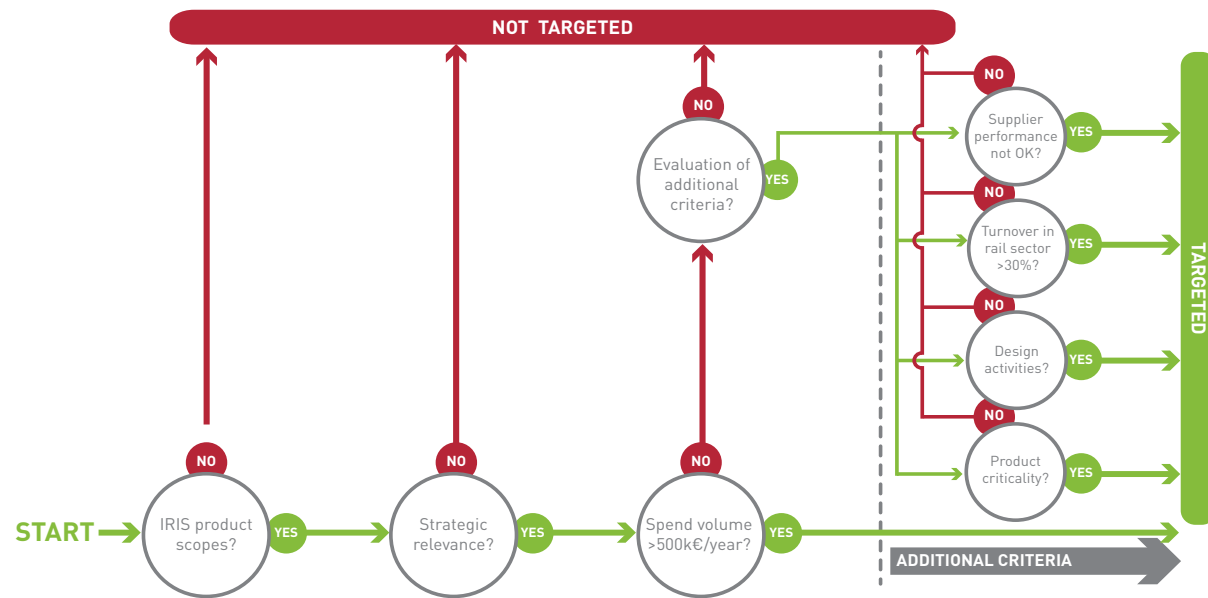 NOT TARGETED
NO
Supplier
performance
not OK?
YES
NO
Evaluation of
additional
criteria?
YES
NO
Turnover in
rail sector
>30%?
YES
NO
Design
activities?
YES
NO
Product
criticality?
YES
TARGETED
START
NO
IRIS product
scopes?
YES
NO
Strategic
relevance?
YES
NO
Spend volume
>500k€/year?
YES
ADDITIONAL CRITERIA